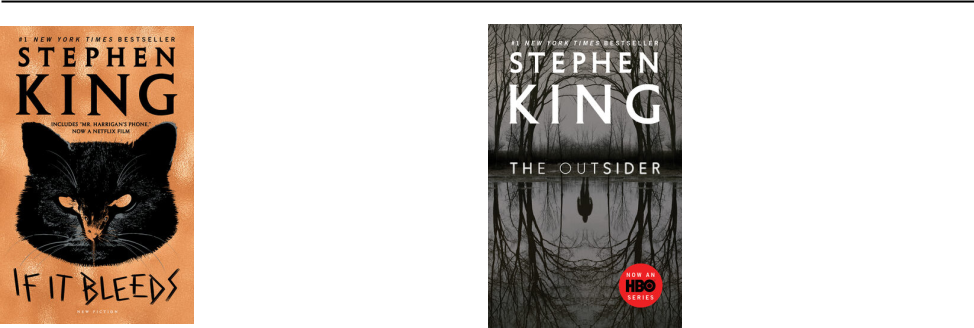 #1 NEW YORK TIMES BESTSELLER
STEPHEN
KING
INCLUDES "MR. HARRIGAN'S PHONE,"
NOW A NETFLIX FILM
IF IT BLEEDS
NEW FICTION
#1 NEW YORK TIMES BESTSELLER
STEPHEN
KING
THE OUTSIDER
NOW AN
HBO
SERIES